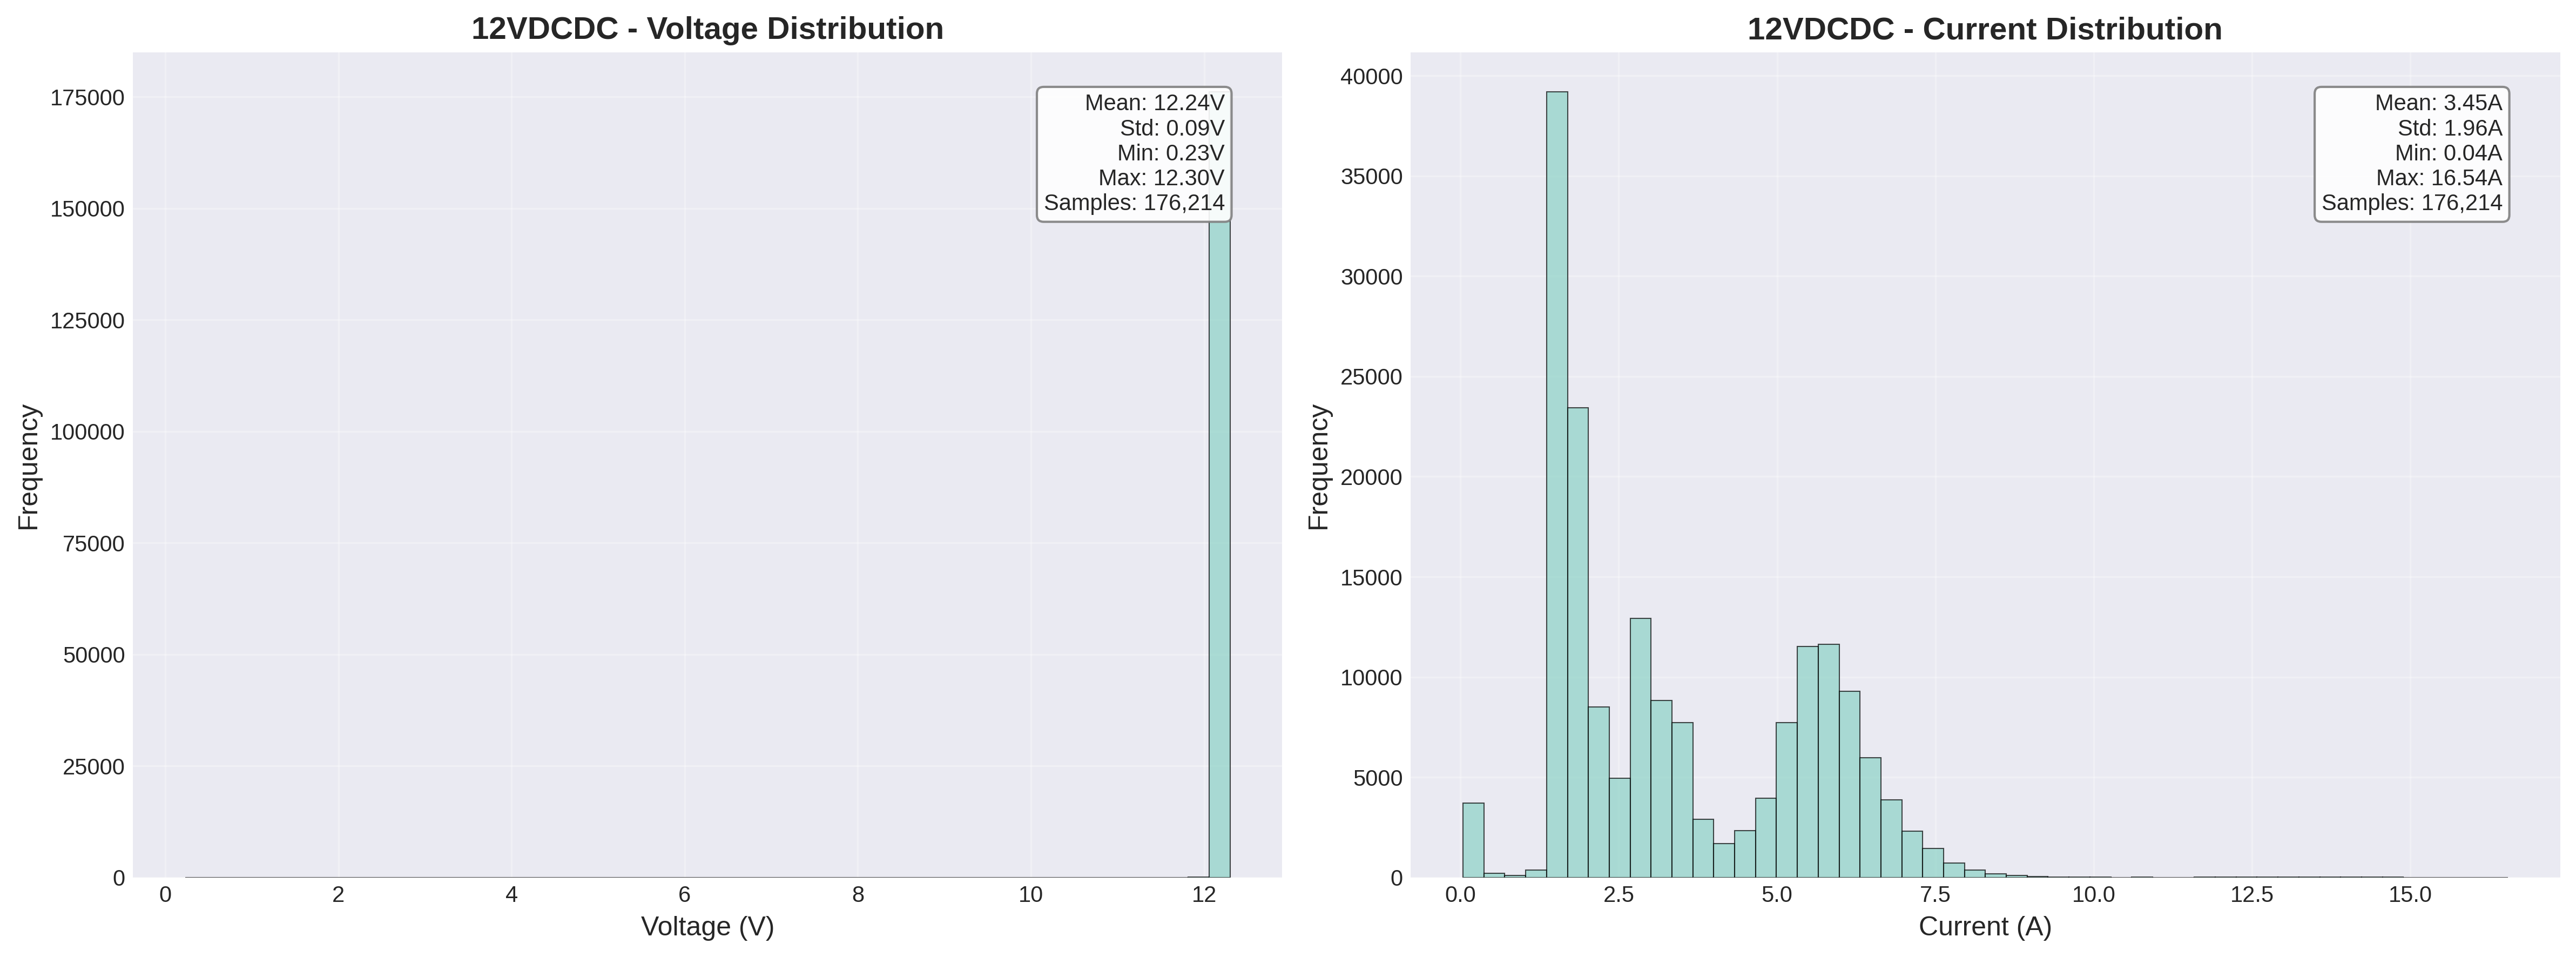 12VDCDC - Voltage Distribution
Mean: 12.24V
Std: 0.09V
Min: 0.23V
Max: 12.30V
Samples: 176,214
175000
150000
125000
100000
75000
50000
25000
0
Frequency
0
2
4
6
8
10
12
Voltage (V)
12VDCDC - Current Distribution
Mean: 3.45A
Std: 1.96A
Min: 0.04A
Max: 16.54A
Samples: 176,214
40000
35000
30000
25000
20000
15000
10000
5000
0
Frequency
0.0
2.5
5.0
7.5
10.0
12.5
15.0
Current (A)